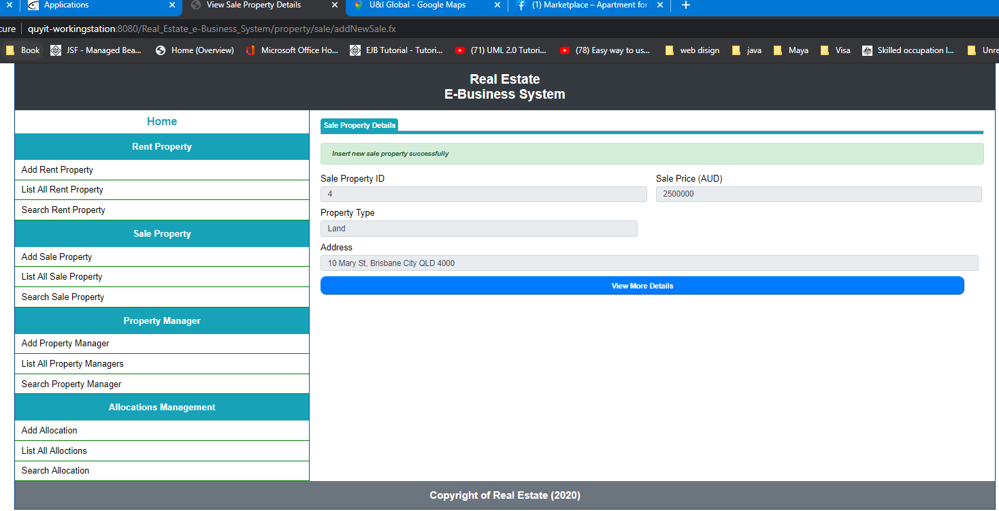 Applications
View Sale Property Details
U&I Global - Google Maps
(1) Marketplace – Apartment for
cure
quyit-workingstation:8080/Real_Estate_e-Business_System/property/sale/addNewSale.fx
Book
JSF - Managed Bea...
Home (Overview)
Microsoft Office Ho...
EJB Tutorial - Tutori...
(71) UML 2.0 Tutori...
(78) Easy way to us...
web disign
java
Maya
Visa
Skilled occupation l...
Unre
Real Estate
E-Business System
Home
Rent Property
Add Rent Property
List All Rent Property
Search Rent Property
Sale Property
Add Sale Property
List All Sale Property
Search Sale Property
Property Manager
Add Property Manager
List All Property Managers
Search Property Manager
Allocations Management
Add Allocation
List All Alloctions
Search Allocation
Sale Property Details
Insert new sale property successfully
Sale Property ID
Sale Price (AUD)
4
2500000
Property Type
Land
Address
10 Mary St, Brisbane City QLD 4000
View More Details
Copyright of Real Estate (2020)